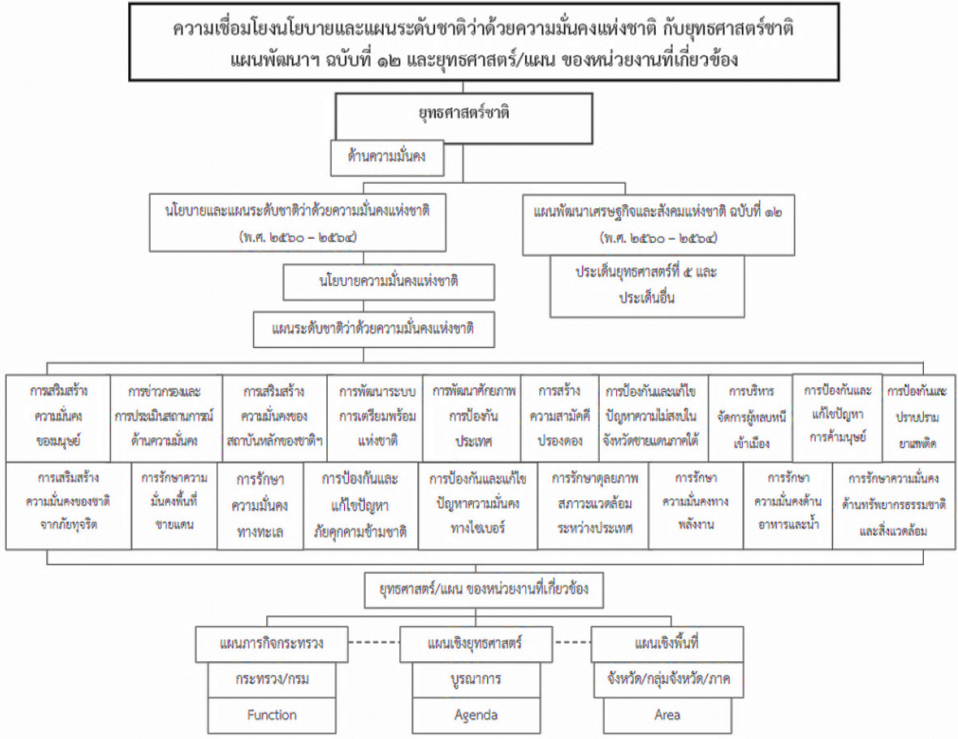 ความเชื่อมโยงนโยบายและแผนระดับชาติว่าด้วยความมั่นคงแห่งชาติ กับยุทธศาสตร์ชาติ
แผนพัฒนาฯ ฉบับที่ ๑๒ และยุทธศาสตร์/แผน ของหน่วยงานที่เกี่ยวข้อง
ยุทธศาสตร์ชาติ
ด้านความมั่นคง
นโยบายและแผนระดับชาติว่าด้วยความมั่นคงแห่งชาติ
(พ.ศ. ๒๕๖๐ – ๒๕๖๔)
แผนพัฒนาเศรษฐกิจและสังคมแห่งชาติ ฉบับที่ ๑๒
(พ.ศ. ๒๕๖๐ – ๒๕๖๔)
ประเด็นยุทธศาสตร์ที่ ๕ และ
ประเด็นอื่น
นโยบายความมั่นคงแห่งชาติ
แผนระดับชาติว่าด้วยความมั่นคงแห่งชาติ
การเสริมสร้าง
ความมั่นคง
ของมนุษย์
การข่าวกรองและ
การประเมินสถานการณ์
ด้านความมั่นคง
การเสริมสร้าง
ความมั่นคงของ
สถาบันหลักของชาติฯ
การพัฒนาระบบ
การเตรียมพร้อม
แห่งชาติ
การพัฒนาศักยภาพ
การป้องกัน
ประเทศ
การสร้าง
ความสามัคคี
ปรองดอง
การป้องกันและแก้ไข
ปัญหาความไม่สงบใน
จังหวัดชายแดนภาคใต้
การบริหาร
จัดการผู้หลบหนี
เข้าเมือง
การป้องกันและ
แก้ไขปัญหา
การค้ามนุษย์
การป้องกันและ
ปราบปราม
ยาเสพติด
การเสริมสร้าง
ความมั่นคงของชาติ
จากภัยทุจริต
การรักษาความ
มั่นคงพื้นที่
ชายแดน
การรักษา
ความมั่นคง
ทางทะเล
การป้องกันและ
แก้ไขปัญหา
ภัยคุกคามข้ามชาติ
การป้องกันและแก้ไข
ปัญหาความมั่นคง
ทางไซเบอร์
การรักษาดุลยภาพ
สภาวะแวดล้อม
ระหว่างประเทศ
การรักษา
ความมั่นคงทาง
พลังงาน
การรักษา
ความมั่นคงด้าน
อาหารและน้ำ
การรักษาความมั่นคง
ด้านทรัพยากรธรรมชาติ
และสิ่งแวดล้อม
ยุทธศาสตร์/แผน ของหน่วยงานที่เกี่ยวข้อง
แผนภารกิจกระทรวง
กระทรวง/กรม
Function
แผนเชิงยุทธศาสตร์
บูรณาการ
Agenda
แผนเชิงพื้นที่
จังหวัด/กลุ่มจังหวัด/ภาค
Area